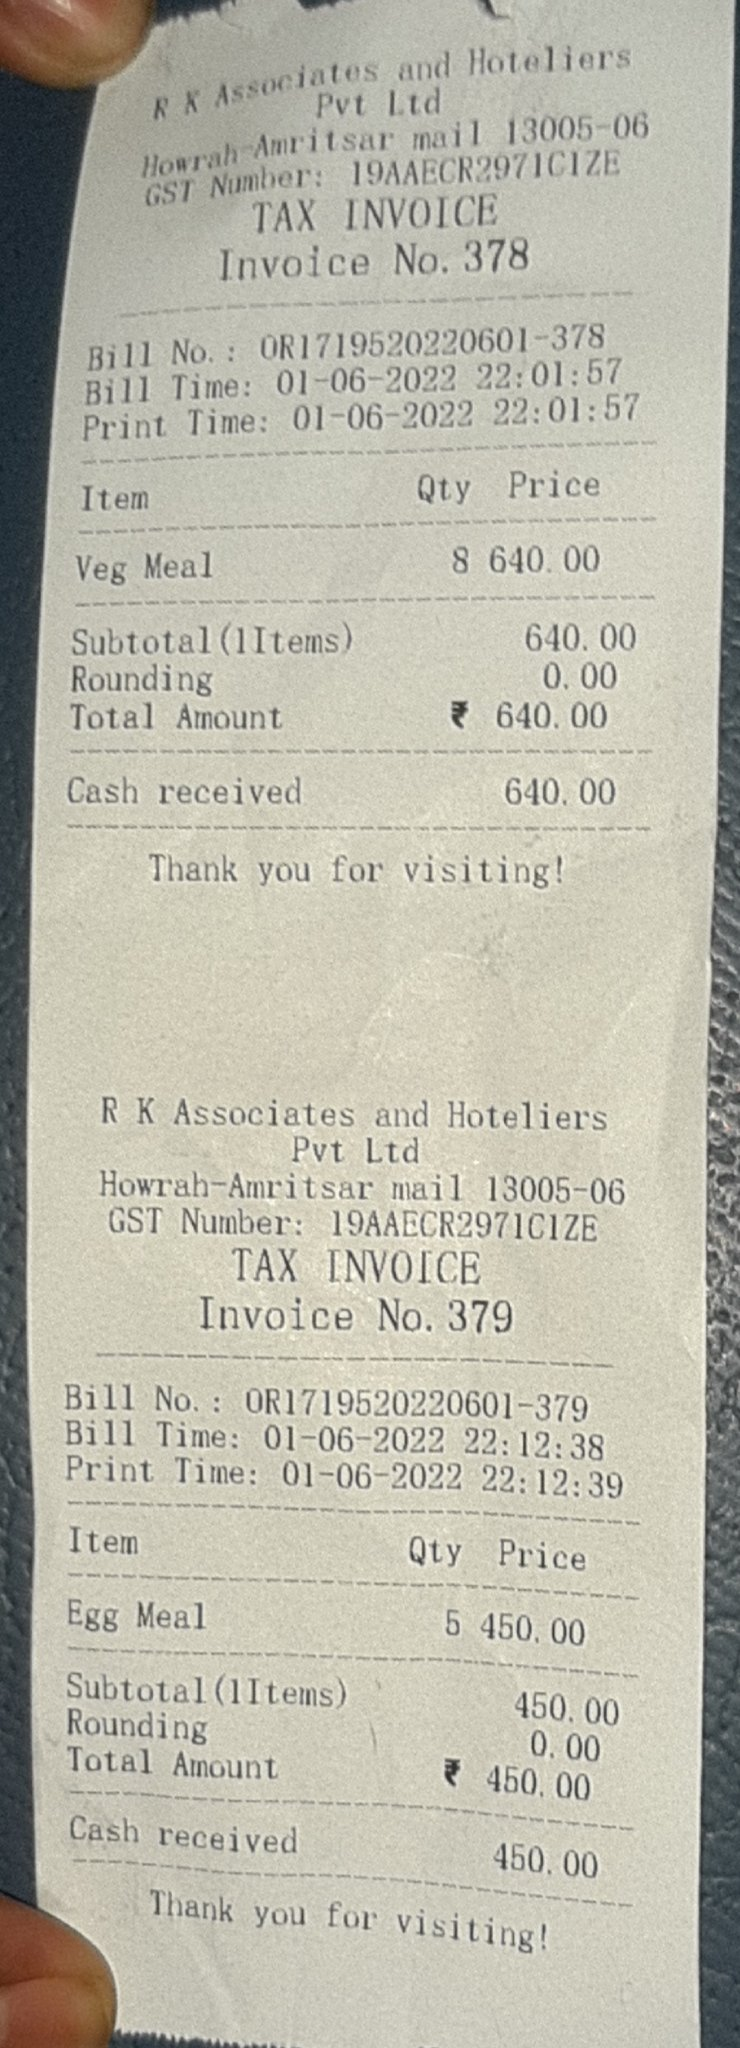 R K Associates and Hoteliers
Pvt Ltd
Howrah-Amritsar mail 13005-06
GST Number: 19AAECR2971C1ZE
TAX INVOICE
Invoice No. 378
Bill No.: OR1719520220601-378
Bill Time: 01-06-2022 22:01:57
Print Time: 01-06-2022 22:01:57
Item Qty Price
Veg Meal 8 640.00
Subtotal(1Items) 640.00
Rounding 0.00
Total Amount ₹ 640.00
Cash received 640.00
Thank you for visiting!
R K Associates and Hoteliers
Pvt Ltd
Howrah-Amritsar mail 13005-06
GST Number: 19AAECR2971C1ZE
TAX INVOICE
Invoice No. 379
Bill No.: OR1719520220601-379
Bill Time: 01-06-2022 22:12:38
Print Time: 01-06-2022 22:12:39
Item Qty Price
Egg Meal 5 450.00
Subtotal(1Items) 450.00
Rounding 0.00
Total Amount ₹ 450.00
Cash received 450.00
Thank you for visiting!